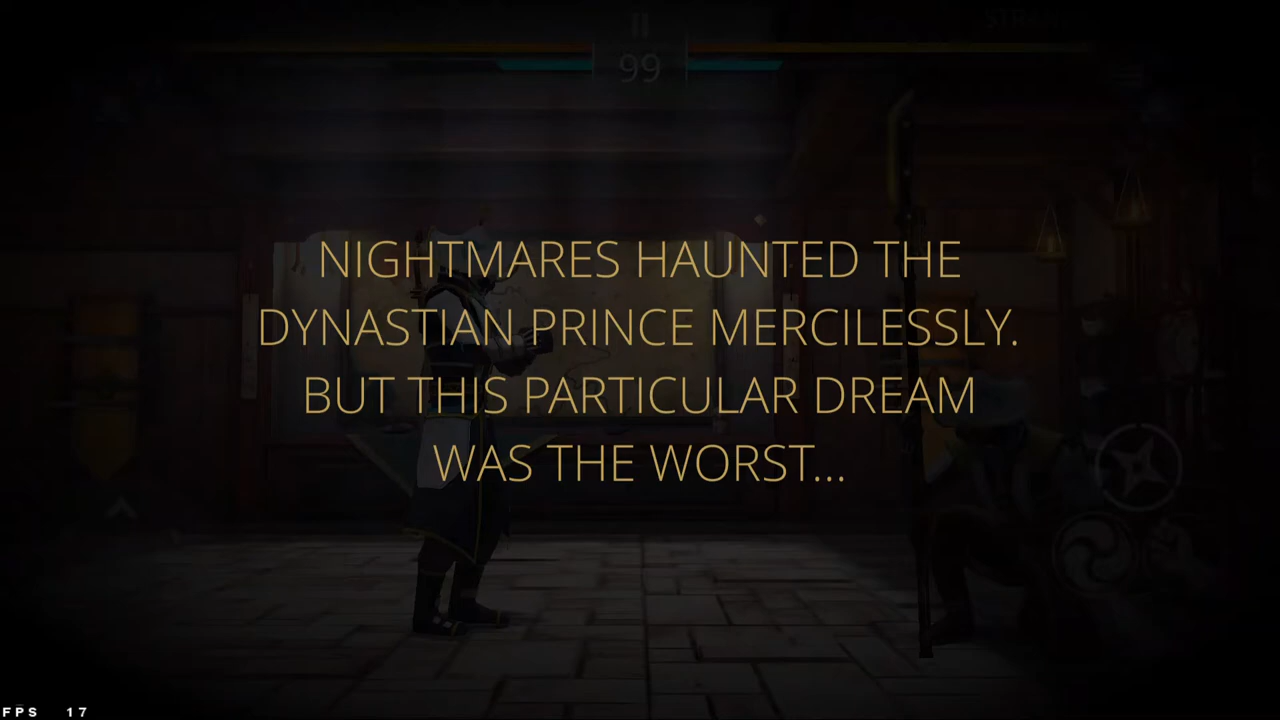 99
NIGHTMARES HAUNTED THE
DYNASTIAN PRINCE MERCILESSLY.
BUT THIS PARTICULAR DREAM
WAS THE WORST...
FPS 17